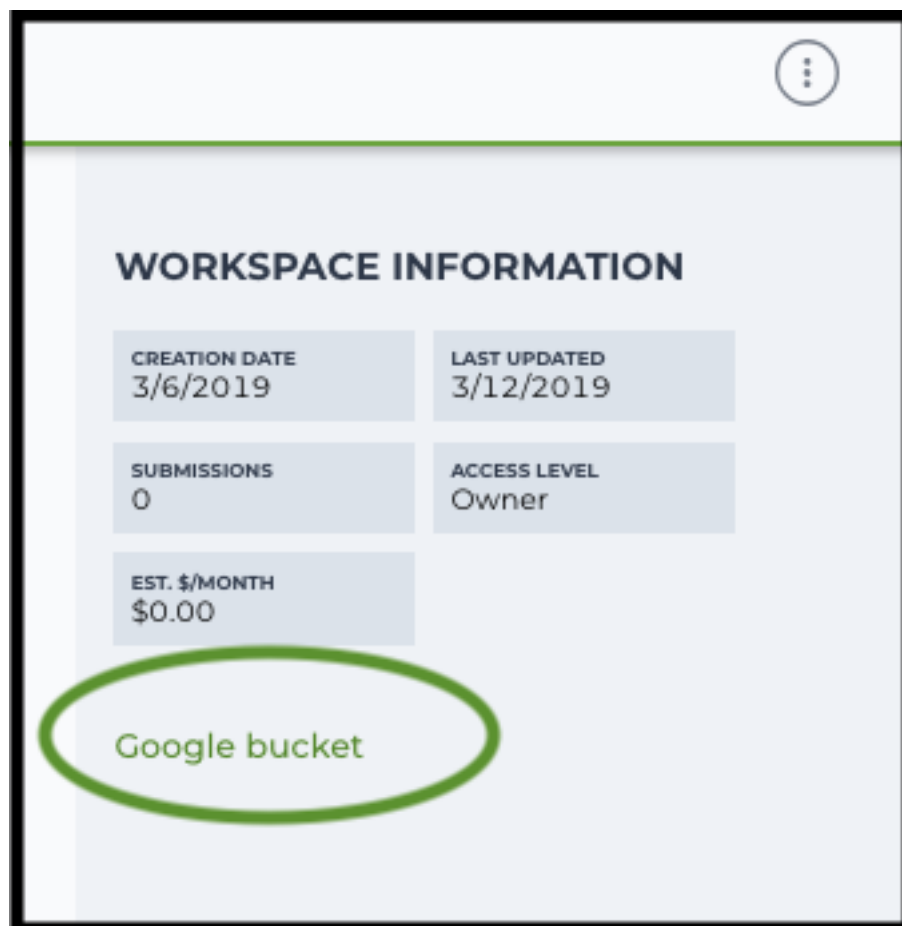 WORKSPACE INFORMATION
CREATION DATE
3/6/2019
LAST UPDATED
3/12/2019
SUBMISSIONS
0
ACCESS LEVEL
Owner
EST. $/MONTH
$0.00
Google bucket